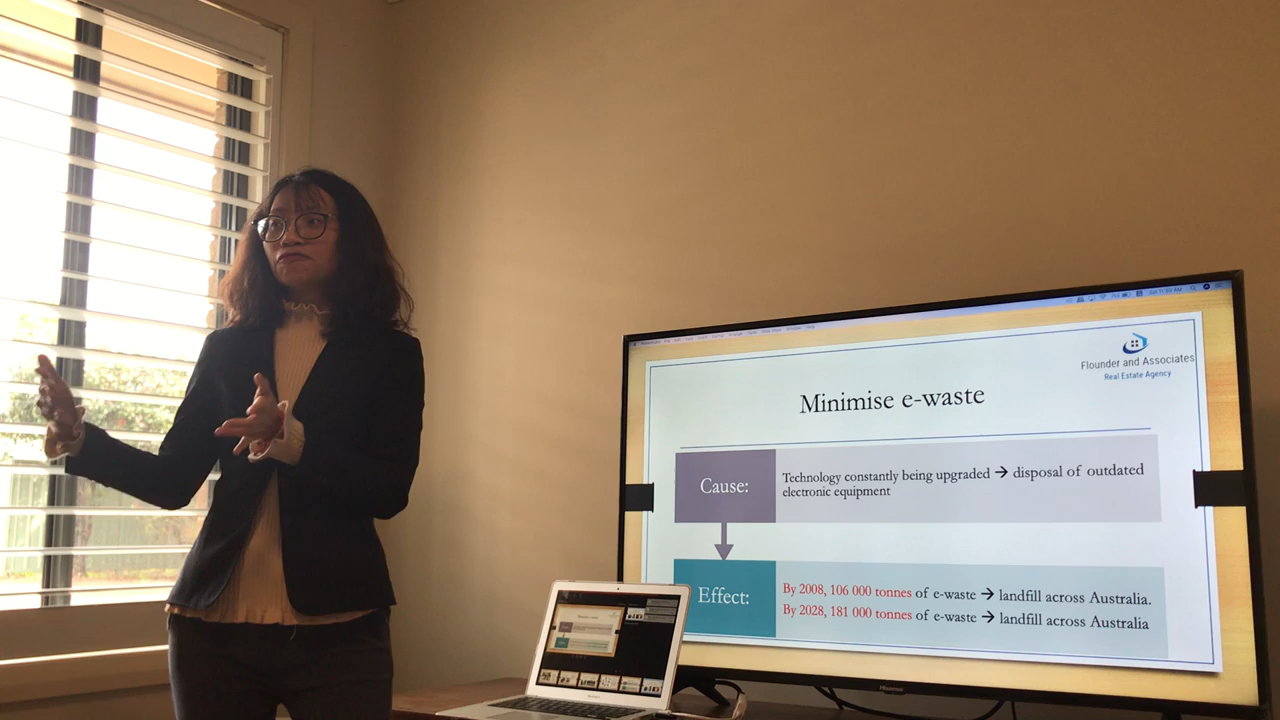 Flounder and Associates
Real Estate Agency
Minimise e-waste
Cause:
Technology constantly being upgraded → disposal of outdated
electronic equipment
Effect:
By 2008, 106 000 tonnes of e-waste → landfill across Australia.
By 2028, 181 000 tonnes of e-waste → landfill across Australia
Hisense